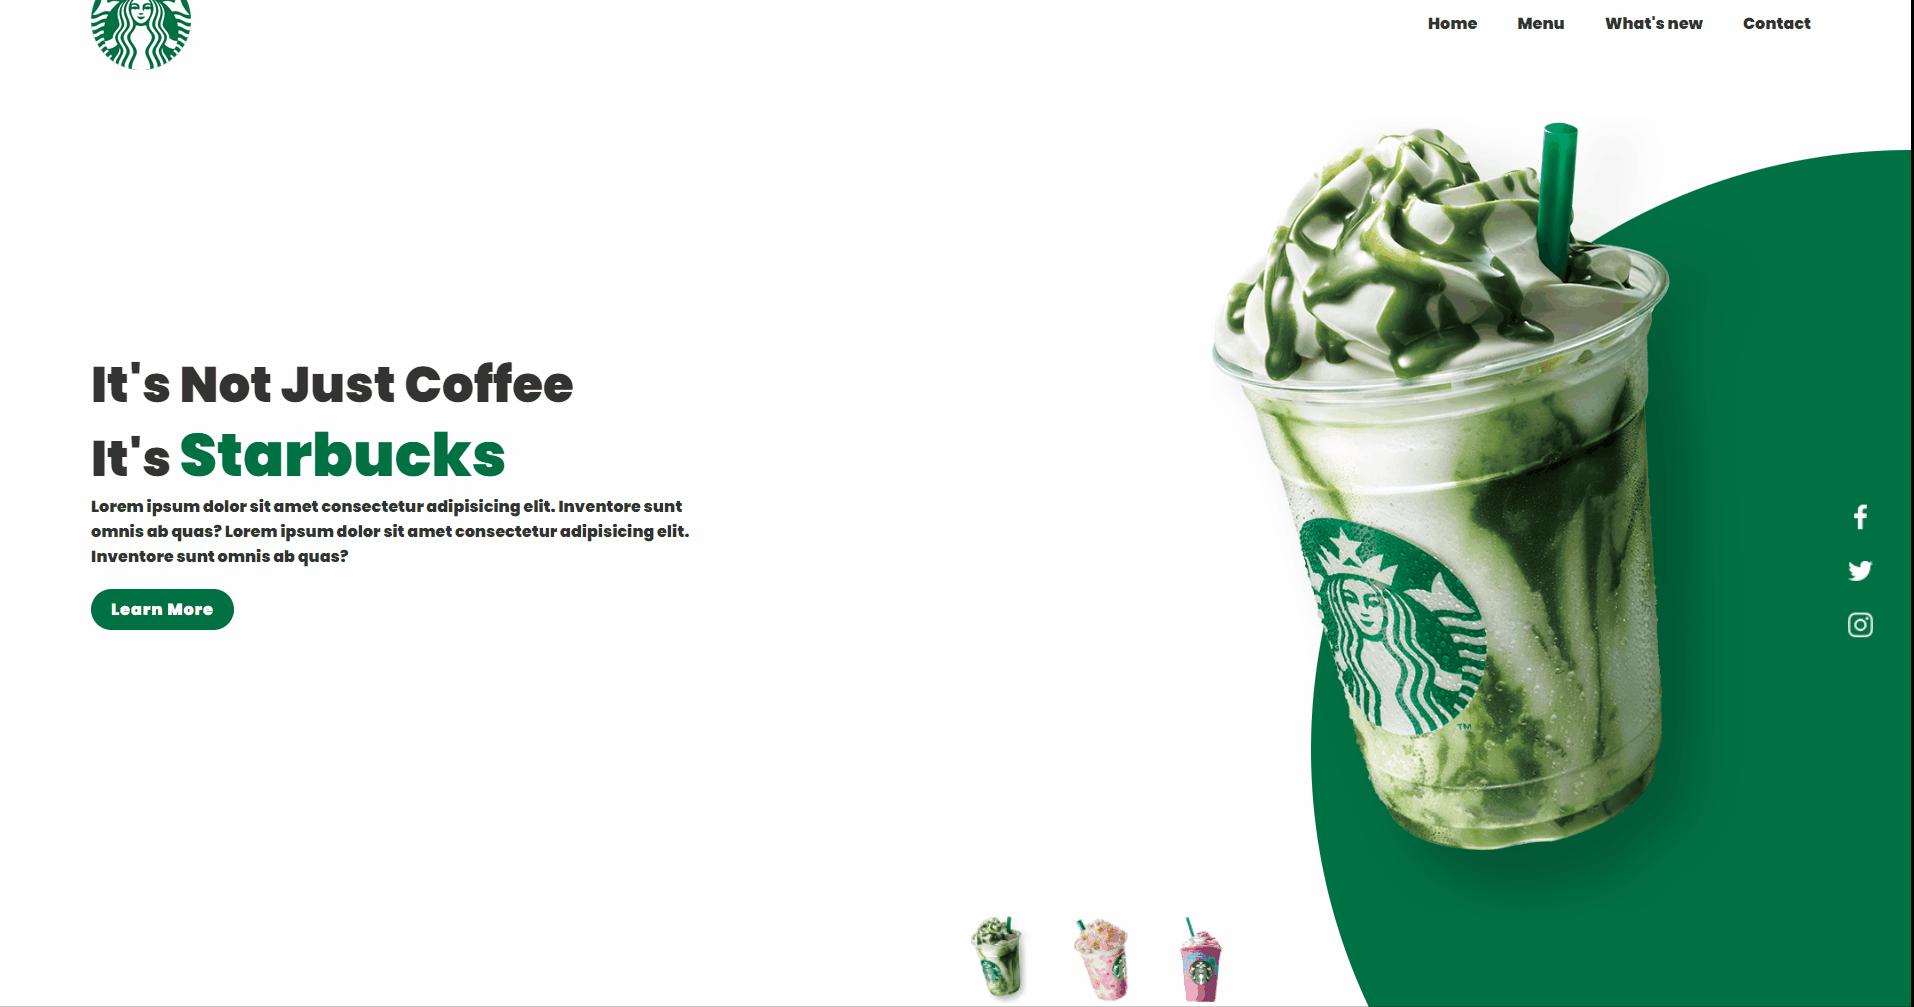 Home Menu What's new Contact
It's Not Just Coffee
It's Starbucks
Lorem ipsum dolor sit amet consectetur adipisicing elit. Inventore sunt
omnis ab quas? Lorem ipsum dolor sit amet consectetur adipisicing elit.
Inventore sunt omnis ab quas?
Learn More
TM